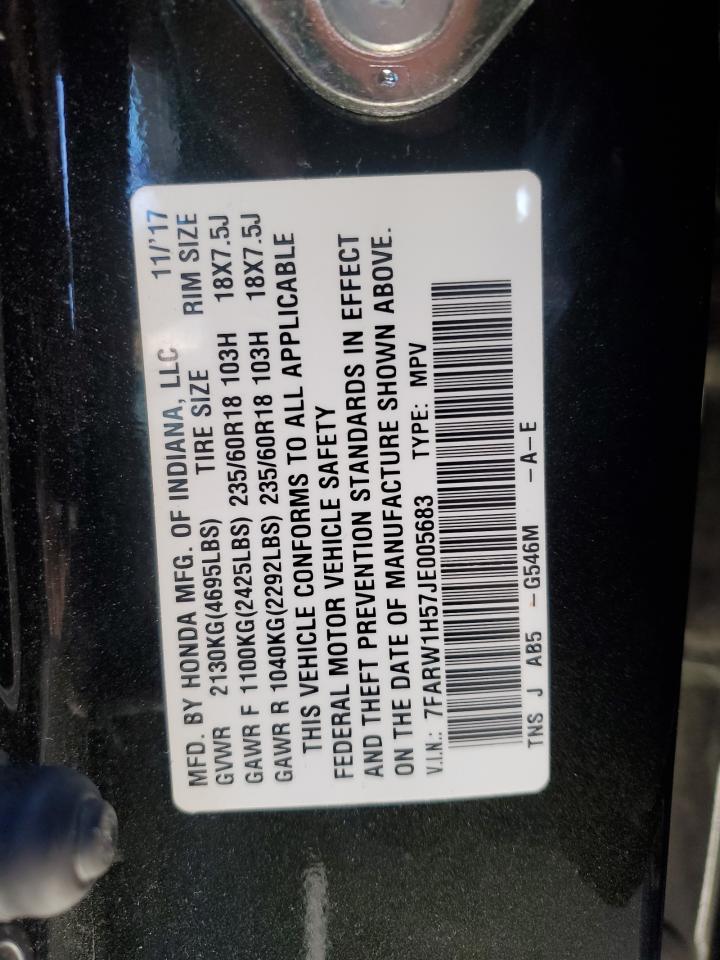 MFD. BY HONDA MFG. OF INDIANA, LLC 11/'17
GVWR 2130KG(4695LBS) TIRE SIZE RIM SIZE
GAWR F 1100KG(2425LBS) 235/60R18 103H 18X7.5J
GAWR R 1040KG(2292LBS) 235/60R18 103H 18X7.5J
THIS VEHICLE CONFORMS TO ALL APPLICABLE
FEDERAL MOTOR VEHICLE SAFETY
AND THEFT PREVENTION STANDARDS IN EFFECT
ON THE DATE OF MANUFACTURE SHOWN ABOVE.
V.I.N.: 7FARW1H57JE005683 TYPE: MPV
TNS J AB5 –G546M –A–E